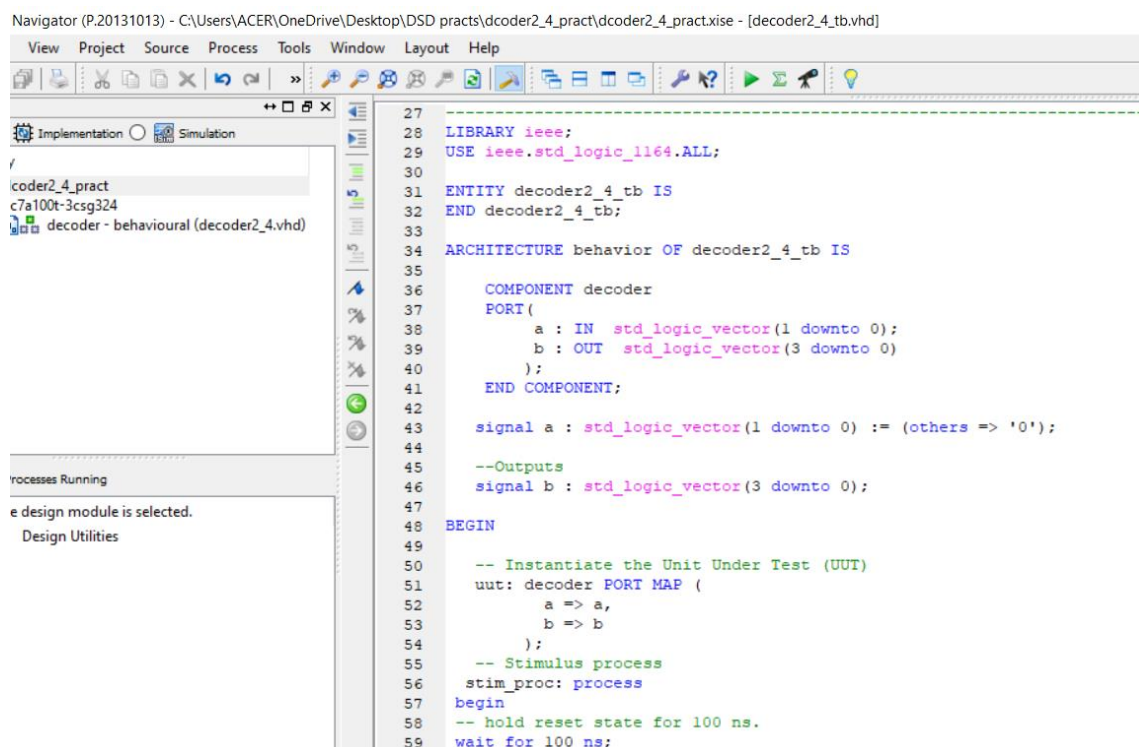 Navigator (P.20131013) - C:\Users\ACER\OneDrive\Desktop\DSD practs\dcoder2_4_pract\dcoder2_4_pract.xise - [decoder2_4_tb.vhd]
View Project Source Process Tools Window Layout Help
Implementation Simulation
y
coder2_4_pract
c7a100t-3csg324
decoder - behavioural (decoder2_4.vhd)
rocesses Running
e design module is selected.
Design Utilities
27 --------------------------------------------------------------------------------
28 LIBRARY ieee;
29 USE ieee.std_logic_1164.ALL;
30
31 ENTITY decoder2_4_tb IS
32 END decoder2_4_tb;
33
34 ARCHITECTURE behavior OF decoder2_4_tb IS
35
36 COMPONENT decoder
37 PORT(
38 a : IN std_logic_vector(1 downto 0);
39 b : OUT std_logic_vector(3 downto 0)
40 );
41 END COMPONENT;
42
43 signal a : std_logic_vector(1 downto 0) := (others => '0');
44
45 --Outputs
46 signal b : std_logic_vector(3 downto 0);
47
48 BEGIN
49
50 -- Instantiate the Unit Under Test (UUT)
51 uut: decoder PORT MAP (
52 a => a,
53 b => b
54 );
55 -- Stimulus process
56 stim_proc: process
57 begin
58 -- hold reset state for 100 ns.
59 wait for 100 ns;